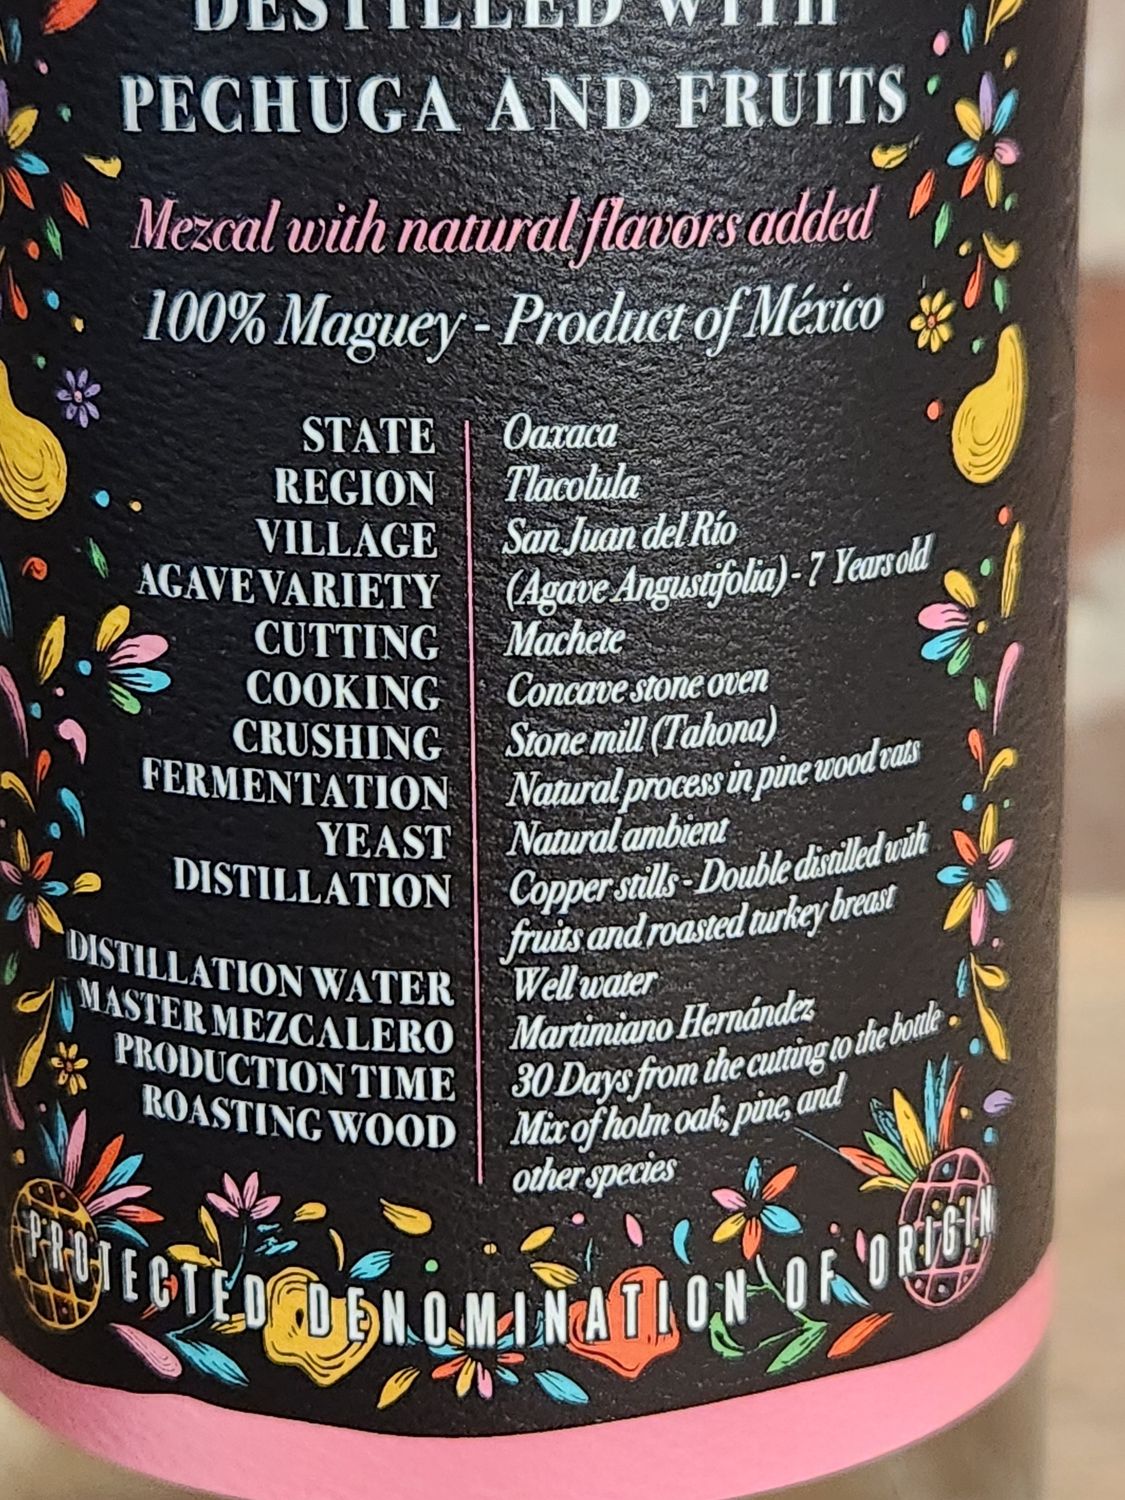 DESTILLED WITH
PECHUGA AND FRUITS
Mezcal with natural flavors added
100% Maguey - Product of México
STATE Oaxaca
REGION Tlacolula
VILLAGE San Juan del Río
AGAVE VARIETY (Agave Angustifolia) - 7 Years old
CUTTING Machete
COOKING Concave stone oven
CRUSHING Stone mill (Tahona)
FERMENTATION Natural process in pine wood vats
YEAST Natural ambient
DISTILLATION Copper stills - Double distilled with
fruits and roasted turkey breast
DISTILLATION WATER Well water
MASTER MEZCALERO Martimiano Hernández
PRODUCTION TIME 30 Days from the cutting to the bottle
ROASTING WOOD Mix of holm oak, pine, and
other species
PROTECTED DENOMINATION OF ORIGIN